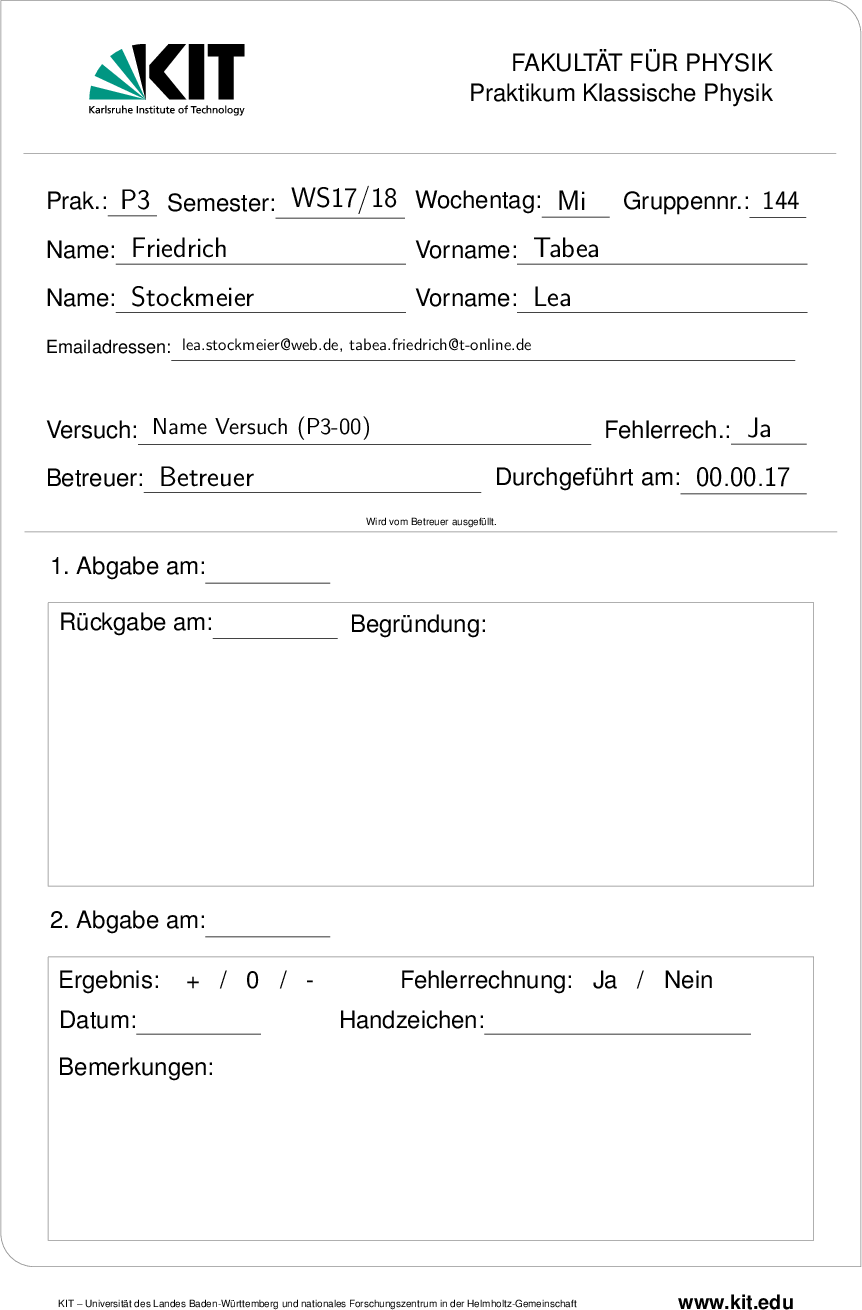 KIT
Karlsruhe Institute of Technology
FAKULTÄT FÜR PHYSIK
Praktikum Klassische Physik
Prak.: P3 Semester: WS17/18 Wochentag: Mi Gruppennr.: 144
Name: Friedrich Vorname: Tabea
Name: Stockmeier Vorname: Lea
Emailadressen: lea.stockmeier@web.de, tabea.friedrich@t-online.de
Versuch: Name Versuch (P3-00) Fehlerrech.: Ja
Betreuer: Betreuer Durchgeführt am: 00.00.17
Wird vom Betreuer ausgefüllt.
1. Abgabe am:
Rückgabe am: Begründung:
2. Abgabe am:
Ergebnis: + / 0 / - Fehlerrechnung: Ja / Nein
Datum: Handzeichen:
Bemerkungen:
KIT – Universität des Landes Baden-Württemberg und nationales Forschungszentrum in der Helmholtz-Gemeinschaft www.kit.edu